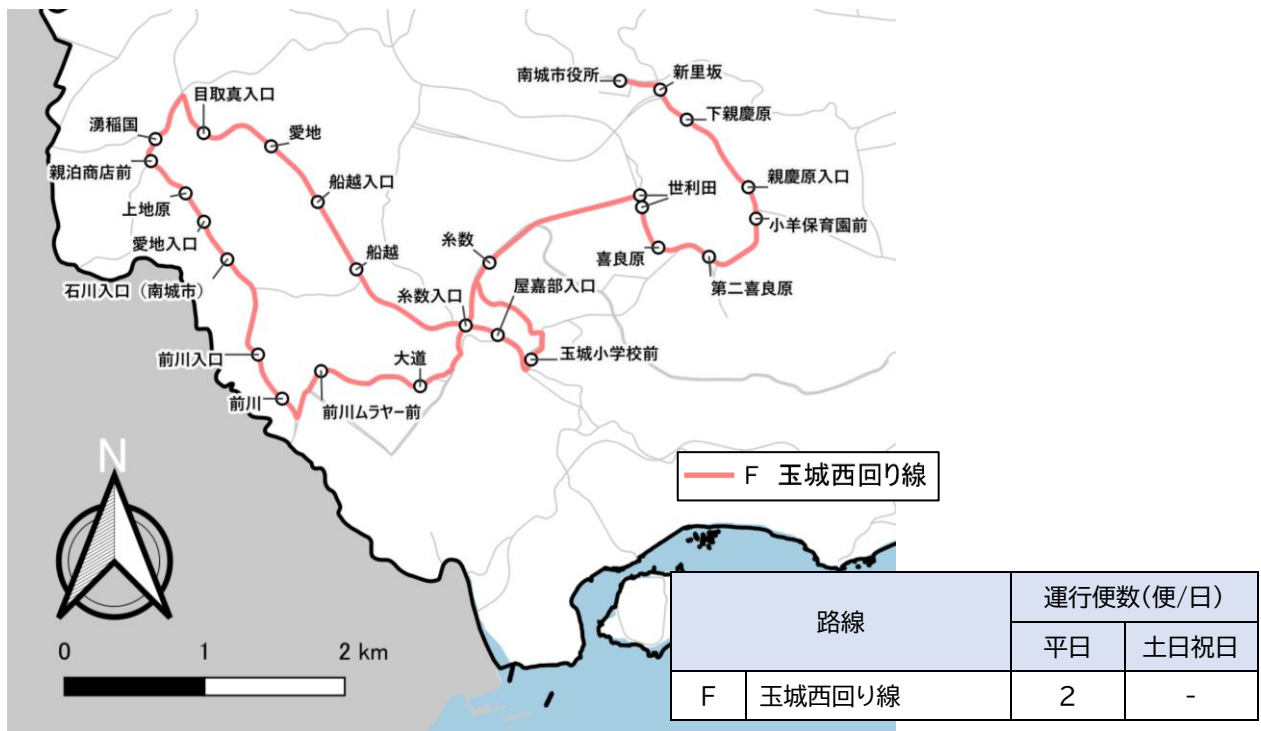 南城市役所
新里坂
目取真入口
下親慶原
湧稲国
愛地
親泊商店前
船越入口
世利田
親慶原入口
上地原
小羊保育園前
愛地入口
船越
糸数
喜良原
石川入口（南城市）
糸数入口
屋嘉部入口
第二喜良原
前川入口
大道
玉城小学校前
前川
前川ムラヤー前
N
F 玉城西回り線
0 1 2 km
路線 運行便数(便/日)
平日 土日祝日
F 玉城西回り線 2 -